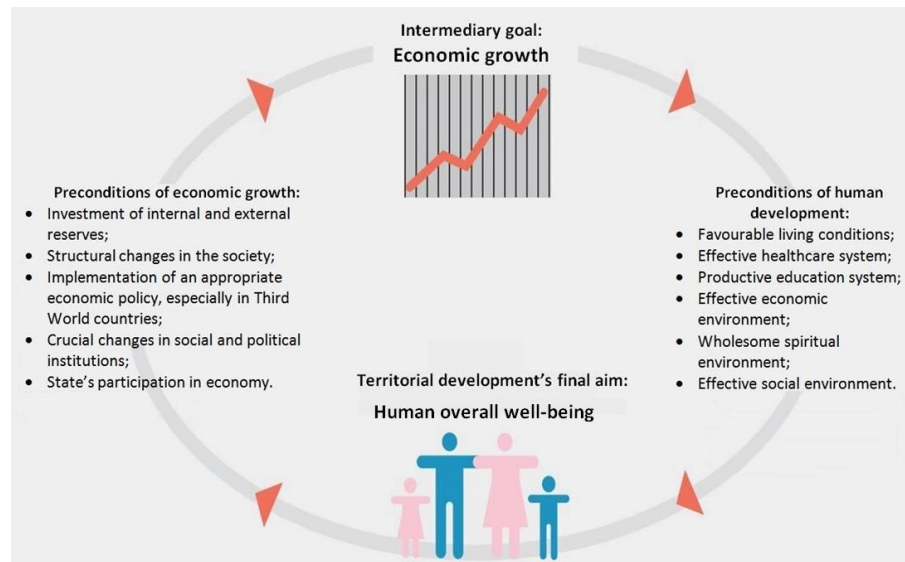 Intermediary goal:
Economic growth
Preconditions of economic growth:
• Investment of internal and external
reserves;
• Structural changes in the society;
• Implementation of an appropriate
economic policy, especially in Third
World countries;
• Crucial changes in social and political
institutions;
• State’s participation in economy.
Preconditions of human
development:
• Favourable living conditions;
• Effective healthcare system;
• Productive education system;
• Effective economic
environment;
• Wholesome spiritual
environment;
• Effective social environment.
Territorial development’s final aim:
Human overall well-being